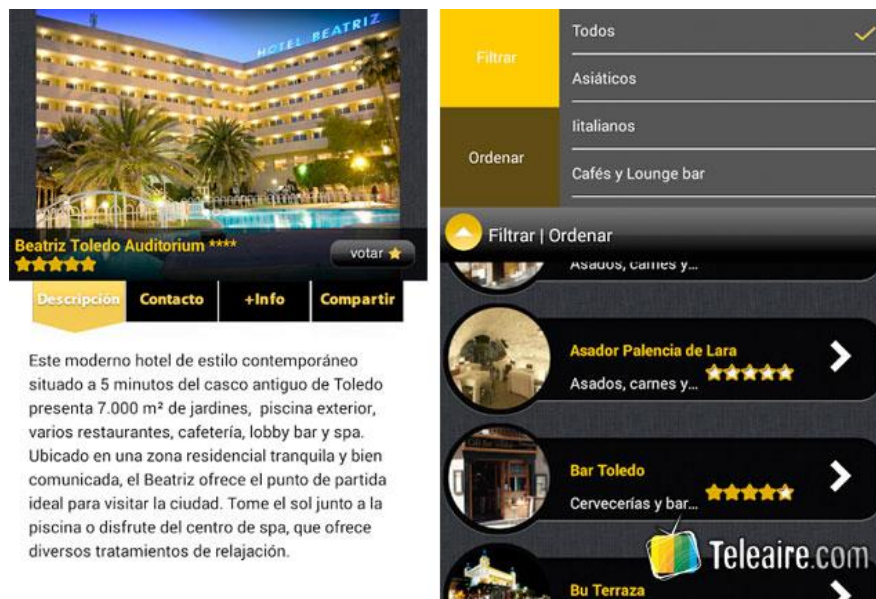 HOTEL BEATRIZ
Beatriz Toledo Auditorium ****
votar
Descripción
Contacto
+Info
Compartir
Este moderno hotel de estilo contemporáneo
situado a 5 minutos del casco antiguo de Toledo
presenta 7.000 m² de jardines, piscina exterior,
varios restaurantes, cafetería, lobby bar y spa.
Ubicado en una zona residencial tranquila y bien
comunicada, el Beatriz ofrece el punto de partida
ideal para visitar la ciudad. Tome el sol junto a la
piscina o disfrute del centro de spa, que ofrece
diversos tratamientos de relajación.
Filtrar
Ordenar
Todos
Asiáticos
Iitalianos
Cafés y Lounge bar
Filtrar | Ordenar
Asados, carnes y...
Asador Palencia de Lara
Asados, carnes y...
Bar Toledo
Cervecerías y bar...
Teleaire.com
Bu Terraza